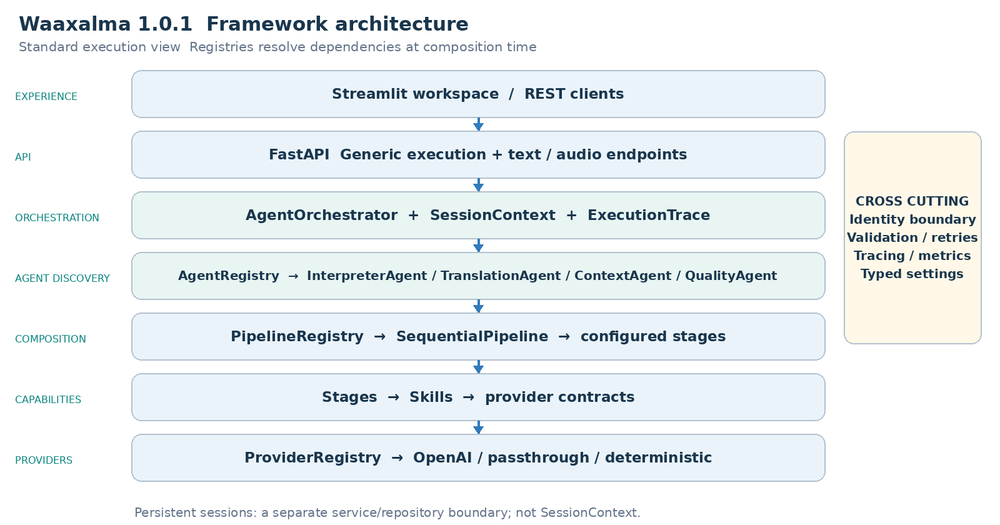 Waaxalma 1.0.1  Framework architecture
Standard execution view  Registries resolve dependencies at composition time
EXPERIENCE
Streamlit workspace  /  REST clients
API
FastAPI  Generic execution + text / audio endpoints
ORCHESTRATION
AgentOrchestrator  +  SessionContext  +  ExecutionTrace
AGENT DISCOVERY
AgentRegistry  →  InterpreterAgent / TranslationAgent / ContextAgent / QualityAgent
COMPOSITION
PipelineRegistry  →  SequentialPipeline  →  configured stages
CAPABILITIES
Stages  →  Skills  →  provider contracts
PROVIDERS
ProviderRegistry  →  OpenAI / passthrough / deterministic
CROSS CUTTING
Identity boundary
Validation / retries
Tracing / metrics
Typed settings
Persistent sessions: a separate service/repository boundary; not SessionContext.